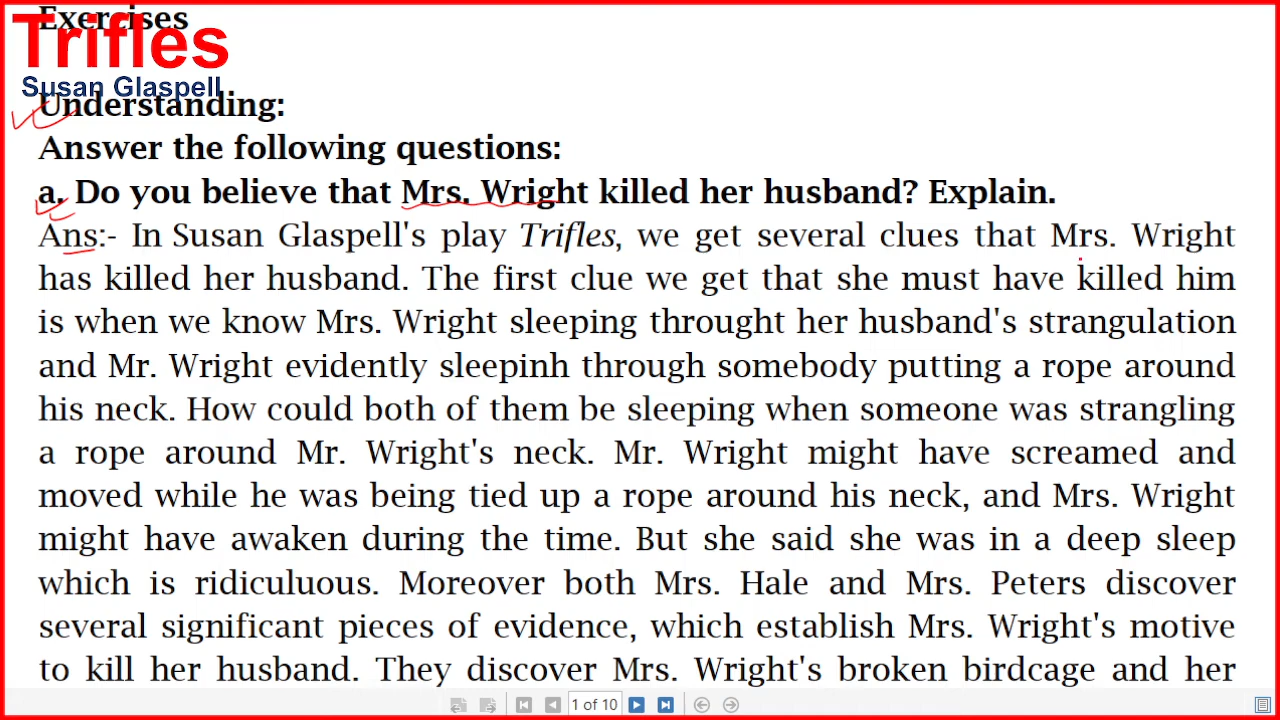 Exercises
Trifles
Susan Glaspell
Understanding:
Answer the following questions:
a. Do you believe that Mrs. Wright killed her husband? Explain.
Ans:- In Susan Glaspell's play Trifles, we get several clues that Mrs. Wright
has killed her husband. The first clue we get that she must have killed him
is when we know Mrs. Wright sleeping throught her husband's strangulation
and Mr. Wright evidently sleepinh through somebody putting a rope around
his neck. How could both of them be sleeping when someone was strangling
a rope around Mr. Wright's neck. Mr. Wright might have screamed and
moved while he was being tied up a rope around his neck, and Mrs. Wright
might have awaken during the time. But she said she was in a deep sleep
which is ridiculuous. Moreover both Mrs. Hale and Mrs. Peters discover
several significant pieces of evidence, which establish Mrs. Wright's motive
to kill her husband. They discover Mrs. Wright's broken birdcage and her
1 of 10